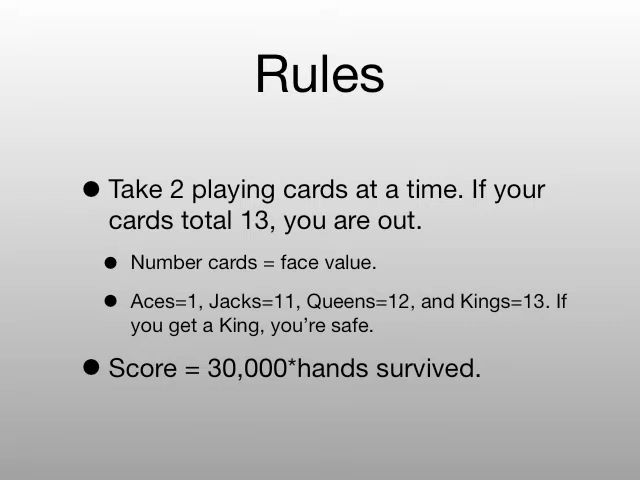 Rules
● Take 2 playing cards at a time. If your
cards total 13, you are out.
● Number cards = face value.
● Aces=1, Jacks=11, Queens=12, and Kings=13. If
you get a King, you’re safe.
● Score = 30,000*hands survived.